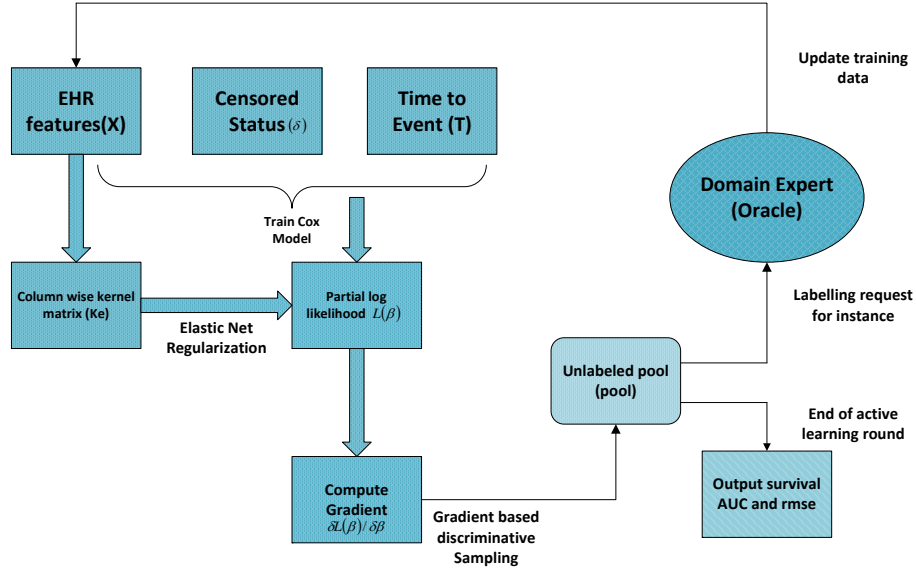 EHR
features(X)
Censored
Status(δ)
Time to
Event (T)
Update training
data
Domain Expert
(Oracle)
Train Cox
Model
Column wise kernel
matrix (Ke)
Elastic Net
Regularization
Partial log
likelihood L(β)
Labelling request
for instance
Unlabeled pool
(pool)
End of active
learning round
Compute
Gradient
δL(β)/δβ
Gradient based
discriminative
Sampling
Output survival
AUC and rmse